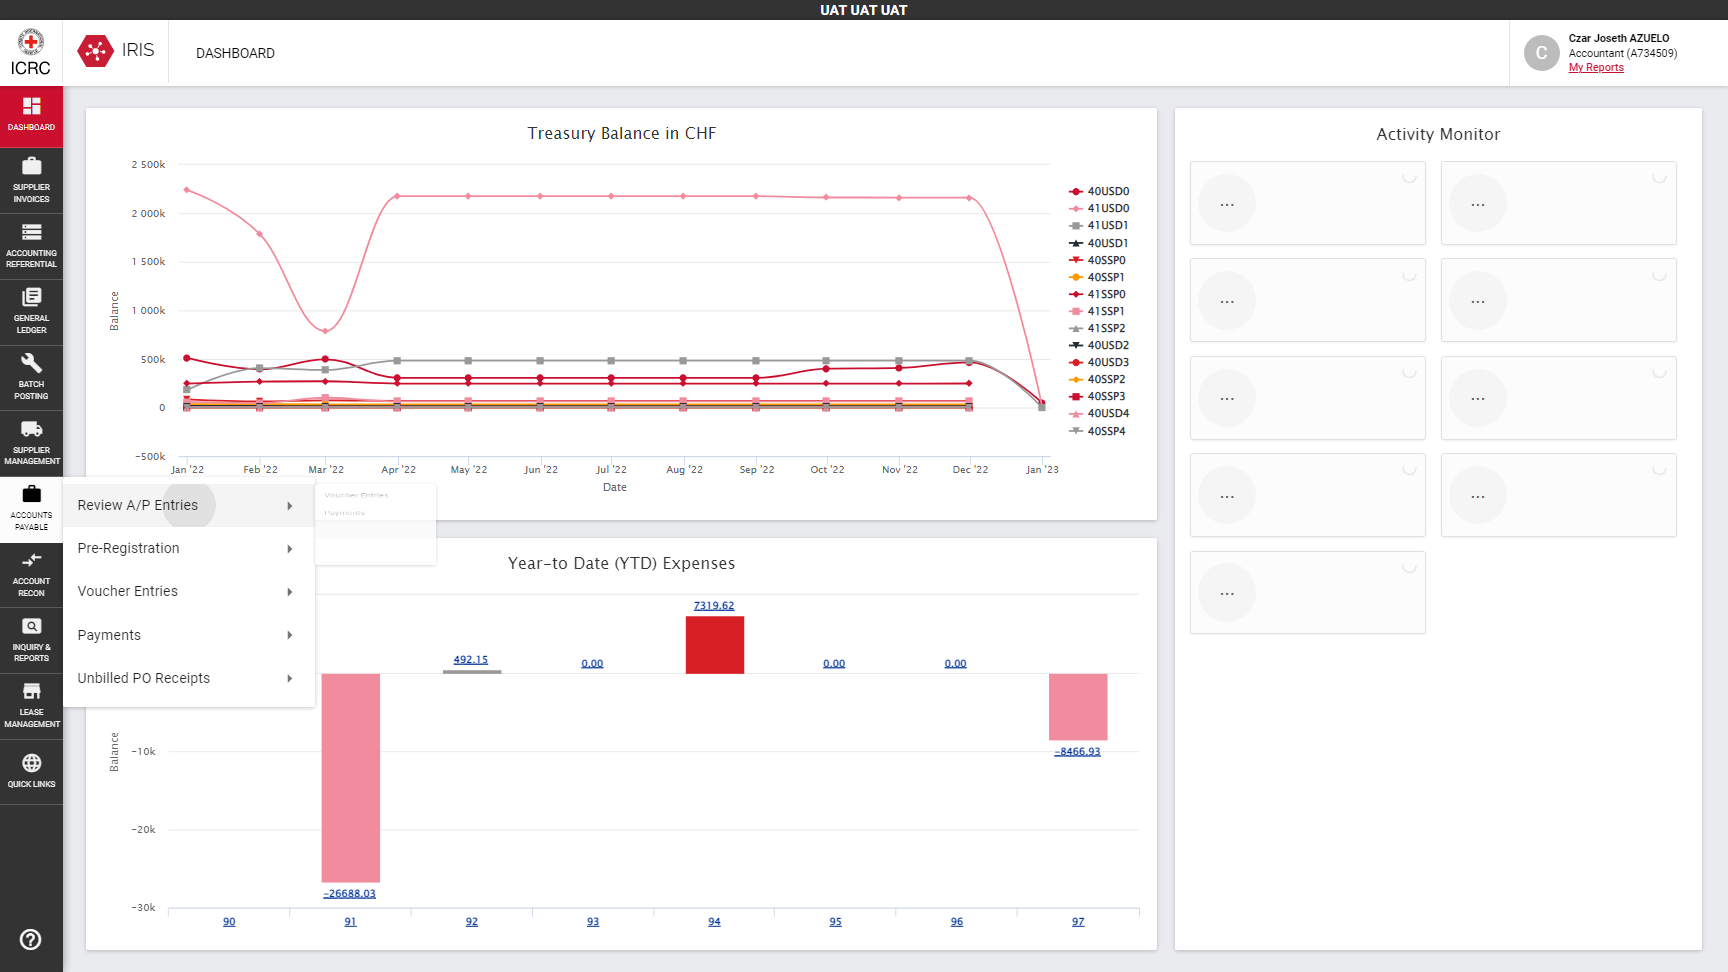 UAT UAT UAT
ICRC
IRIS
DASHBOARD
Czar Joseth AZUELO
Accountant (A734509)
My Reports
DASHBOARD
SUPPLIER
INVOICES
ACCOUNTING
REFERENTIAL
GENERAL
LEDGER
BATCH
POSTING
SUPPLIER
MANAGEMENT
ACCOUNTS
PAYABLE
ACCOUNT
RECON
INQUIRY &
REPORTS
LEASE
MANAGEMENT
QUICK LINKS
Treasury Balance in CHF
2 500k
2 000k
1 500k
1 000k
500k
0
-500k
Balance
Jan '22
Feb '22
Mar '22
Apr '22
May '22
Jun '22
Jul '22
Aug '22
Sep '22
Oct '22
Nov '22
Dec '22
Jan '23
Date
40USD0
41USD0
41USD1
40USD1
40SSP0
40SSP1
41SSP0
41SSP1
41SSP2
40USD2
40USD3
40SSP2
40SSP3
40USD4
40SSP4
Review A/P Entries
Pre-Registration
Voucher Entries
Payments
Unbilled PO Receipts
Voucher Entries
Payments
Year-to Date (YTD) Expenses
7319.62
492.15
0.00
0.00
0.00
-26688.03
-8466.93
Balance
-10k
-20k
-30k
90
91
92
93
94
95
96
97
Activity Monitor
...
...
...
...
...
...
...
...
...
C